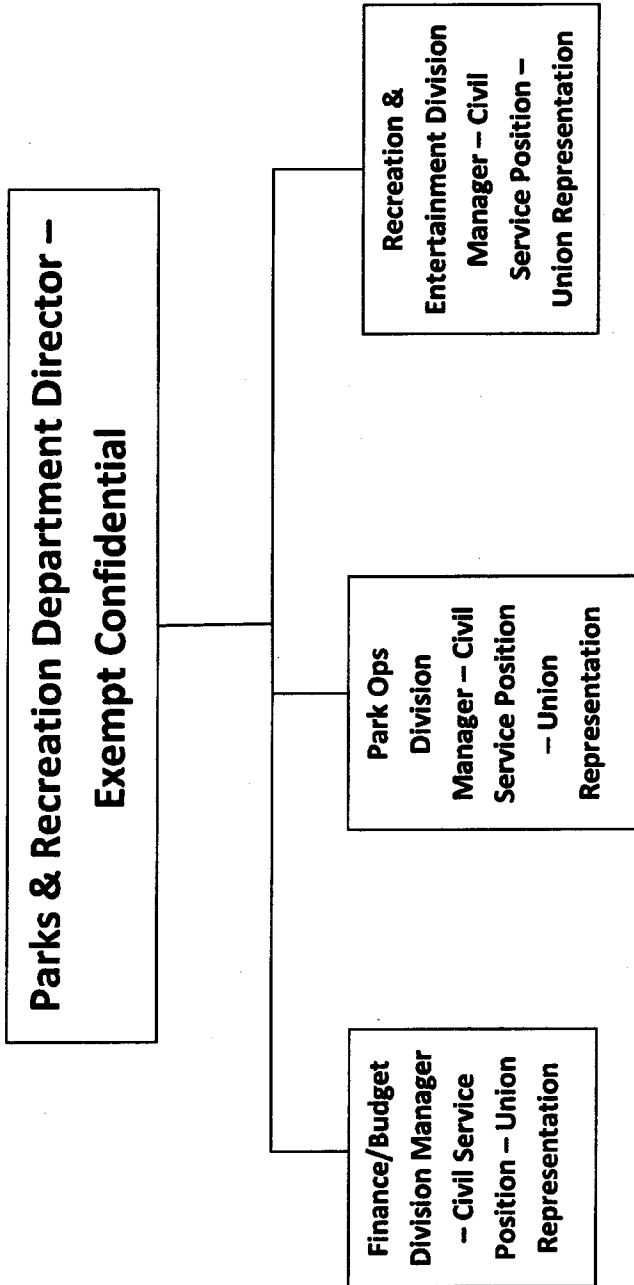 Parks & Recreation Department Director –
Exempt Confidential
Finance/Budget
Division Manager
– Civil Service
Position – Union
Representation
Park Ops
Division
Manager – Civil
Service Position
– Union
Representation
Recreation &
Entertainment Division
Manager – Civil
Service Position –
Union Representation